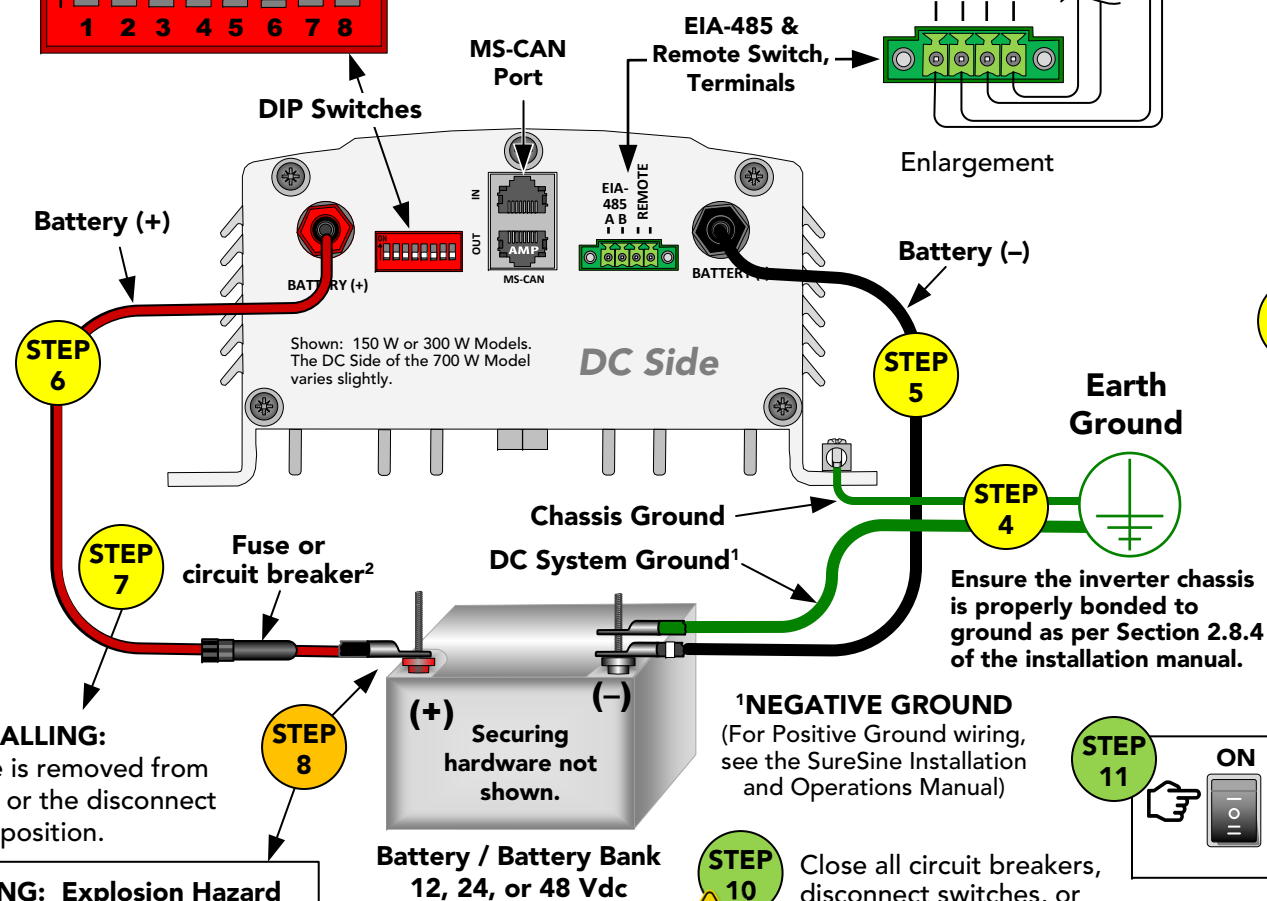 1 2 3 4 5 6 7 8
DIP Switches
MS-CAN
Port
EIA-485 &
Remote Switch,
Terminals
Enlargement
Battery (+)
IN
OUT
AMP
MS-CAN
EIA-
485
A B
REMOTE
ON
BATTERY (+)
BATTERY
Battery (–)
Shown: 150 W or 300 W Models.
The DC Side of the 700 W Model
varies slightly.
DC Side
STEP
6
STEP
5
Earth
Ground
STEP
4
Chassis Ground
DC System Ground¹
STEP
7
Fuse or
circuit breaker²
Ensure the inverter chassis
is properly bonded to
ground as per Section 2.8.4
of the installation manual.
(+)
(–)
Securing
hardware not
shown.
STEP
8
ALLING:
is removed from
or the disconnect
position.
¹NEGATIVE GROUND
(For Positive Ground wiring,
see the SureSine Installation
and Operations Manual)
STEP
11
ON
Battery / Battery Bank
12, 24, or 48 Vdc
STEP
10
Close all circuit breakers,
disconnect switches, or
NG: Explosion Hazard